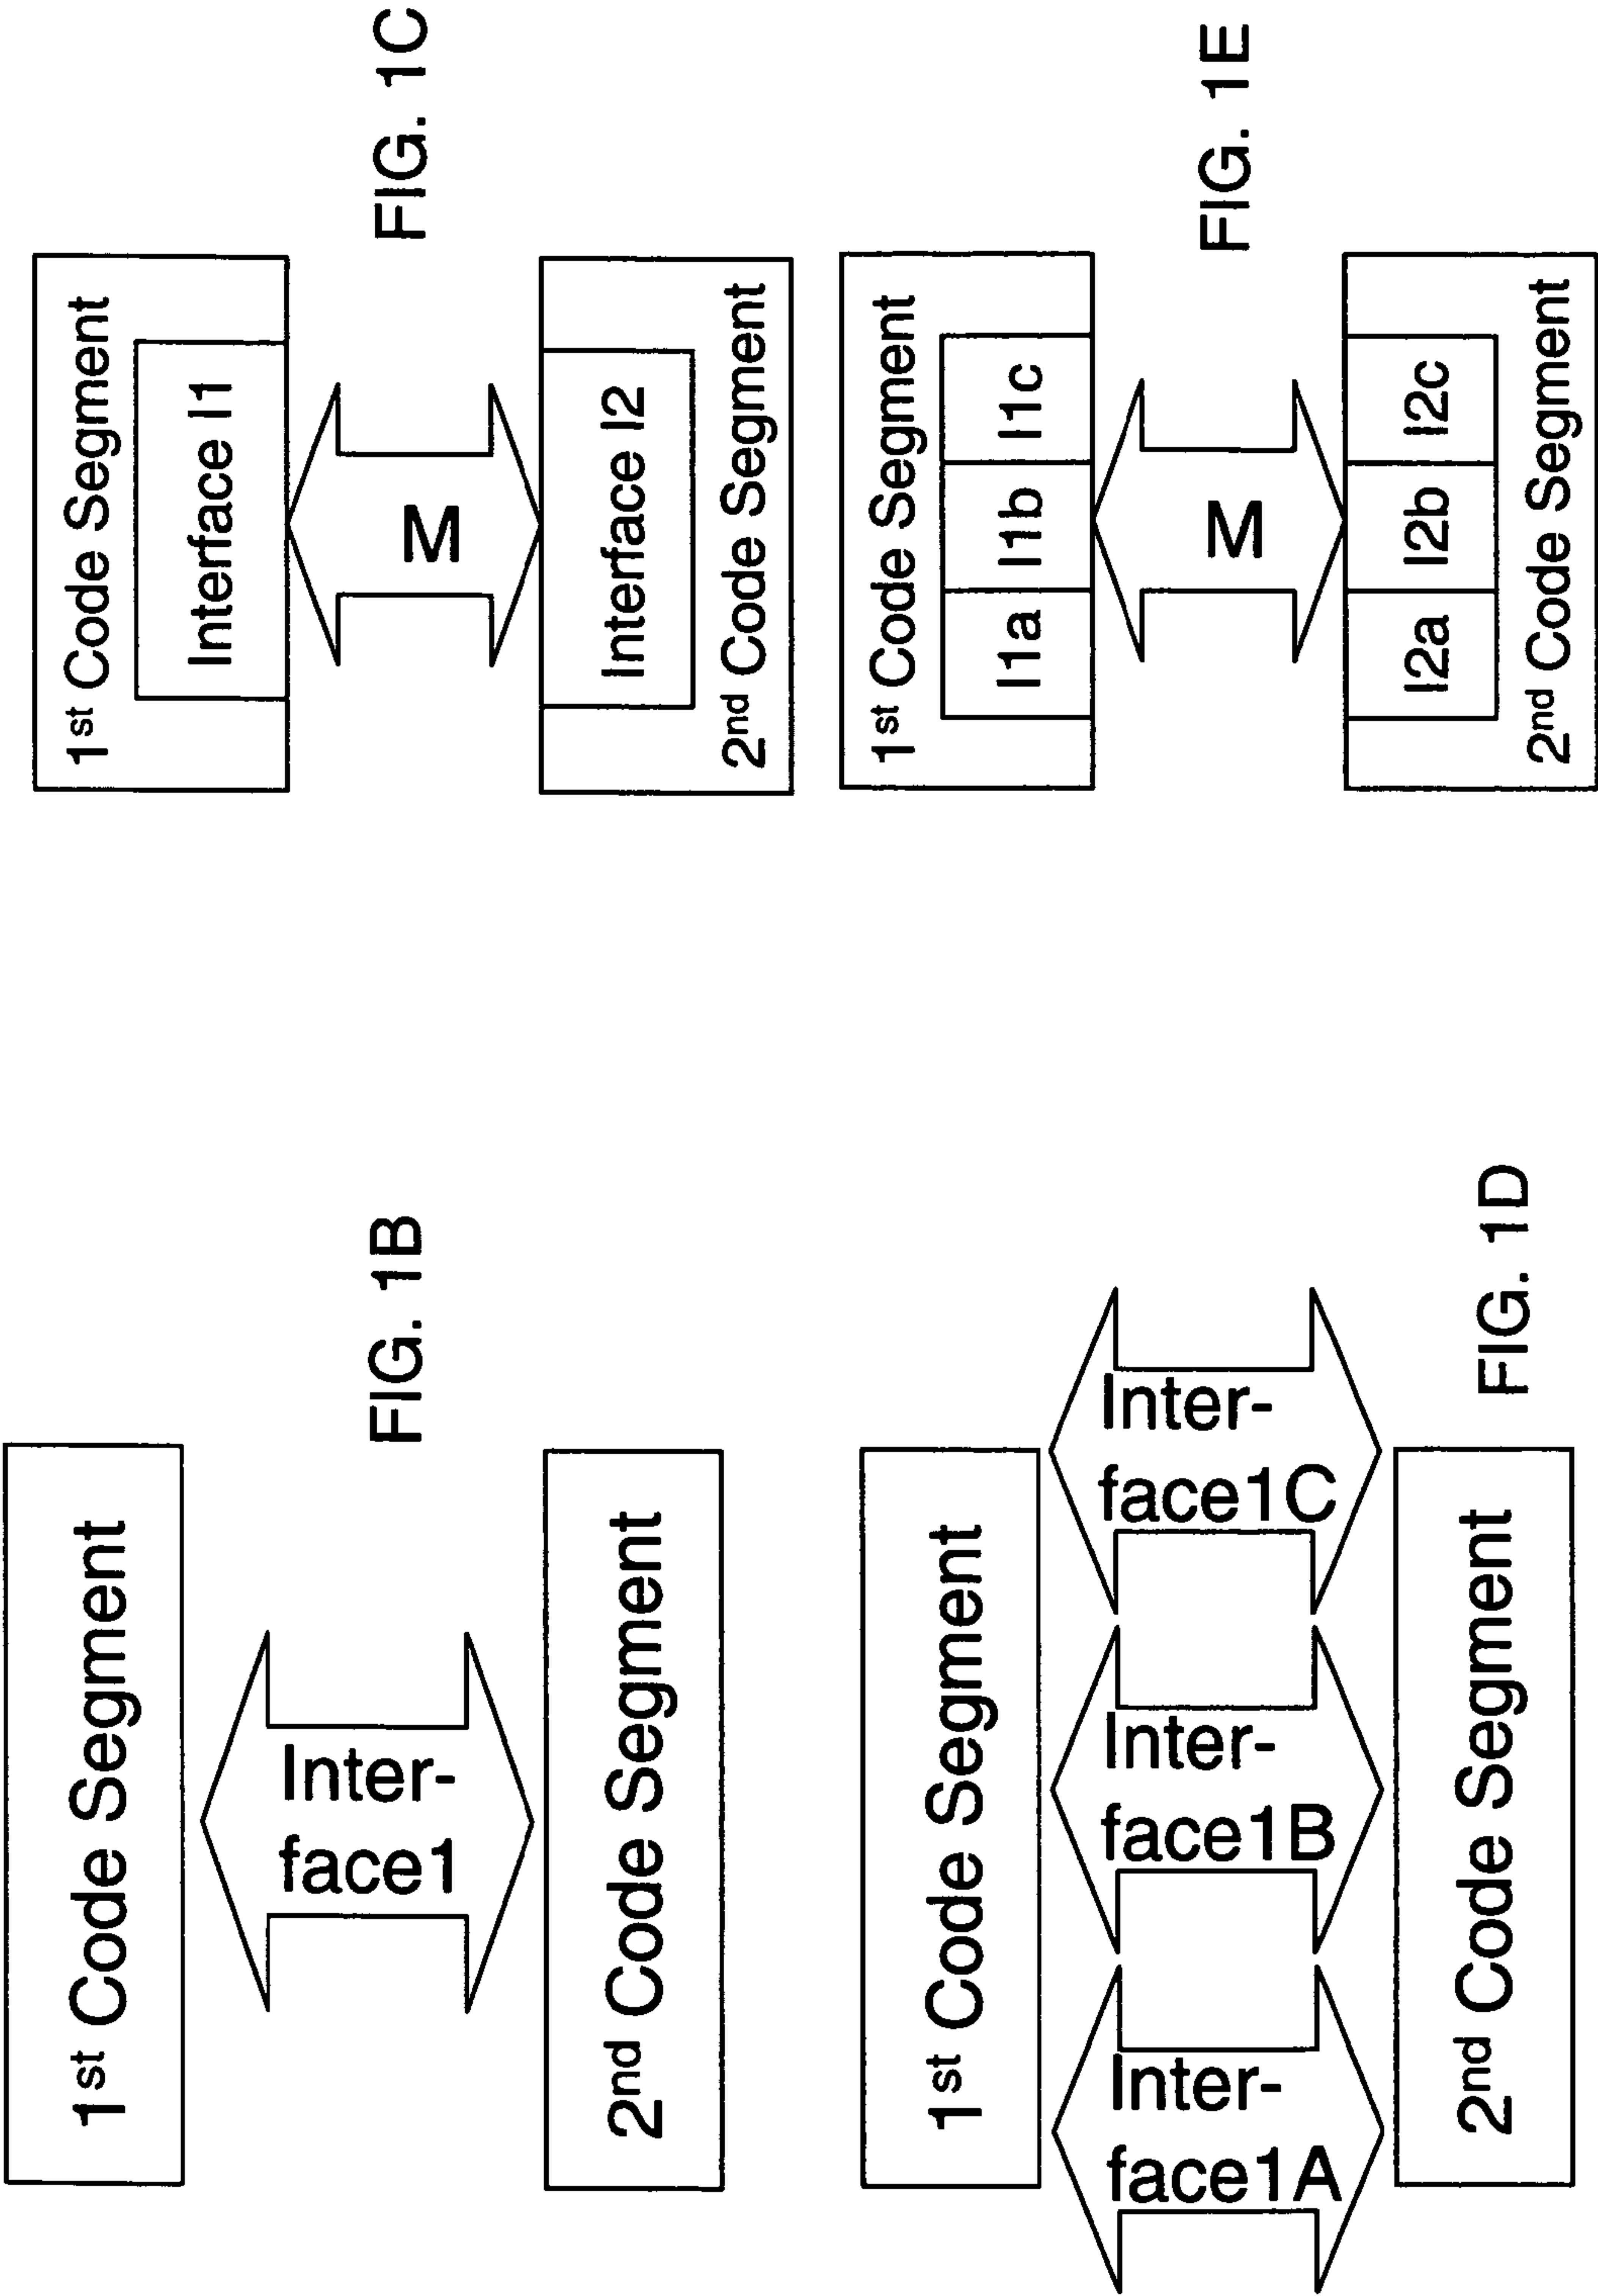 1st Code Segment
Inter-
face1
2nd Code Segment
FIG. 1B
1st Code Segment
Interface I1
M
Interface I2
2nd Code Segment
FIG. 1C
1st Code Segment
Inter-
face1A
Inter-
face1B
Inter-
face1C
2nd Code Segment
FIG. 1D
1st Code Segment
I1a I1b I1c
M
I2a I2b I2c
2nd Code Segment
FIG. 1E